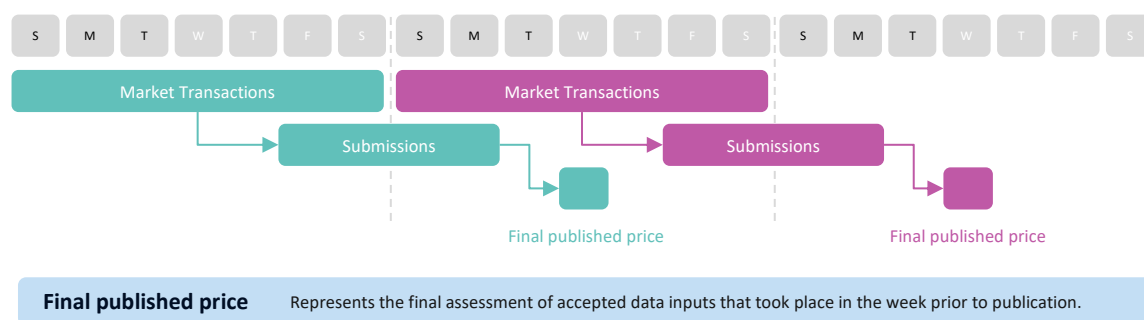 S M T W T F S S M T W T F S S M T W T F S
Market Transactions Market Transactions
Submissions Submissions
Final published price Final published price
Final published price Represents the final assessment of accepted data inputs that took place in the week prior to publication.